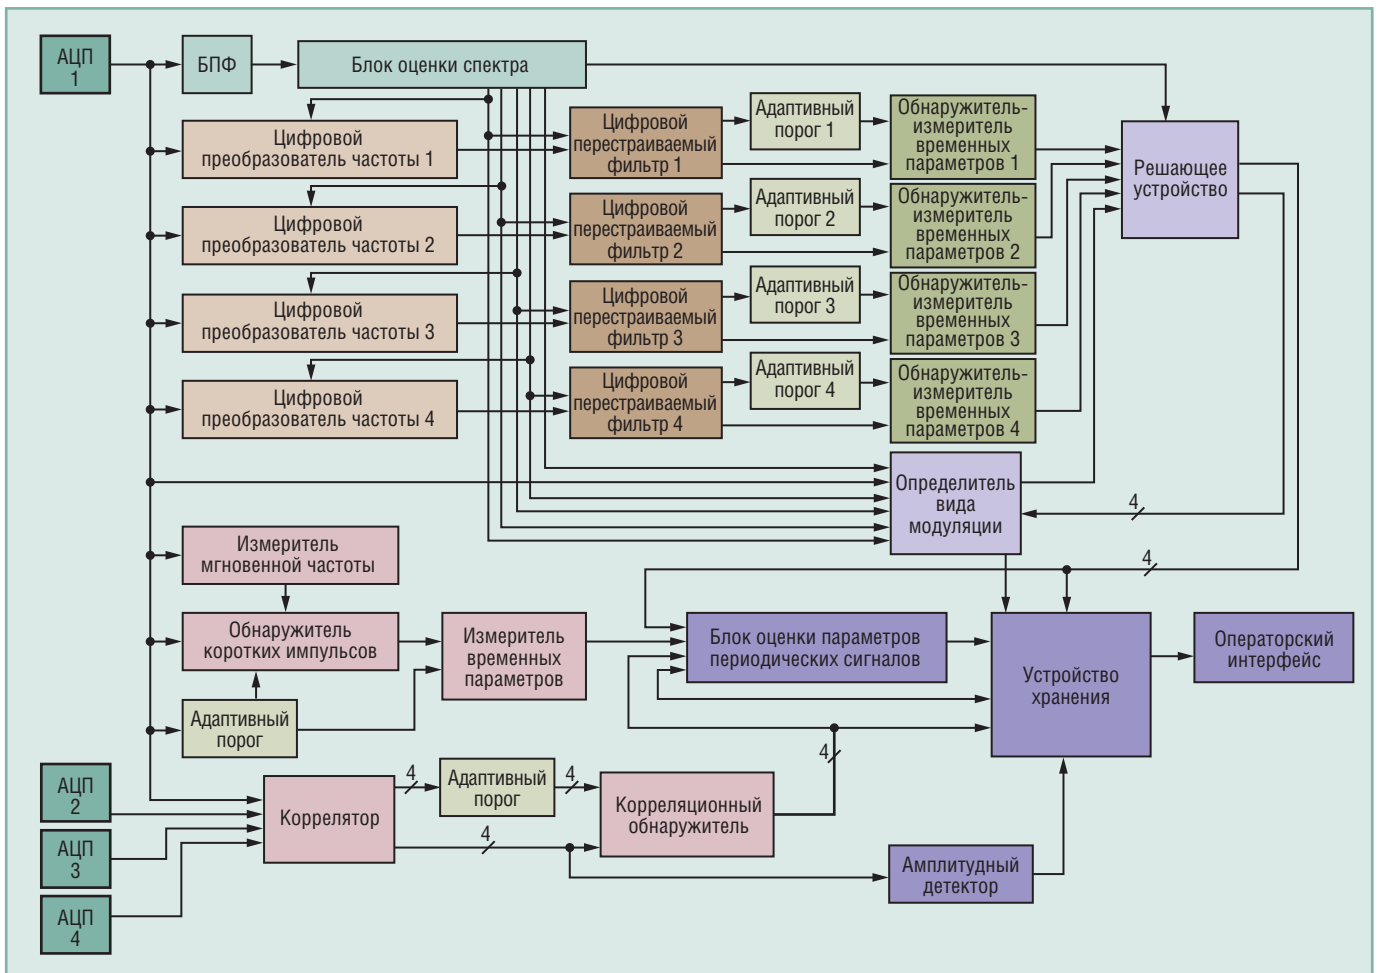 АЦП
1
БПФ
Блок оценки спектра
Цифровой
преобразователь частоты 1
Цифровой
перестраиваемый
фильтр 1
Адаптивный
порог 1
Обнаружитель-
измеритель
временных
параметров 1
Решающее
устройство
Цифровой
преобразователь частоты 2
Цифровой
перестраиваемый
фильтр 2
Адаптивный
порог 2
Обнаружитель-
измеритель
временных
параметров 2
Цифровой
преобразователь частоты 3
Цифровой
перестраиваемый
фильтр 3
Адаптивный
порог 3
Обнаружитель-
измеритель
временных
параметров 3
Цифровой
преобразователь частоты 4
Цифровой
перестраиваемый
фильтр 4
Адаптивный
порог 4
Обнаружитель-
измеритель
временных
параметров 4
Определитель
вида
модуляции
4
4
Измеритель
мгновенной частоты
Обнаружитель
коротких импульсов
Измеритель
временных
параметров
Блок оценки параметров
периодических сигналов
Устройство
хранения
Операторский
интерфейс
Адаптивный
порог
АЦП
2
АЦП
3
АЦП
4
Коррелятор
4
Адаптивный
порог
4
4
Корреляционный
обнаружитель
4
Амплитудный
детектор